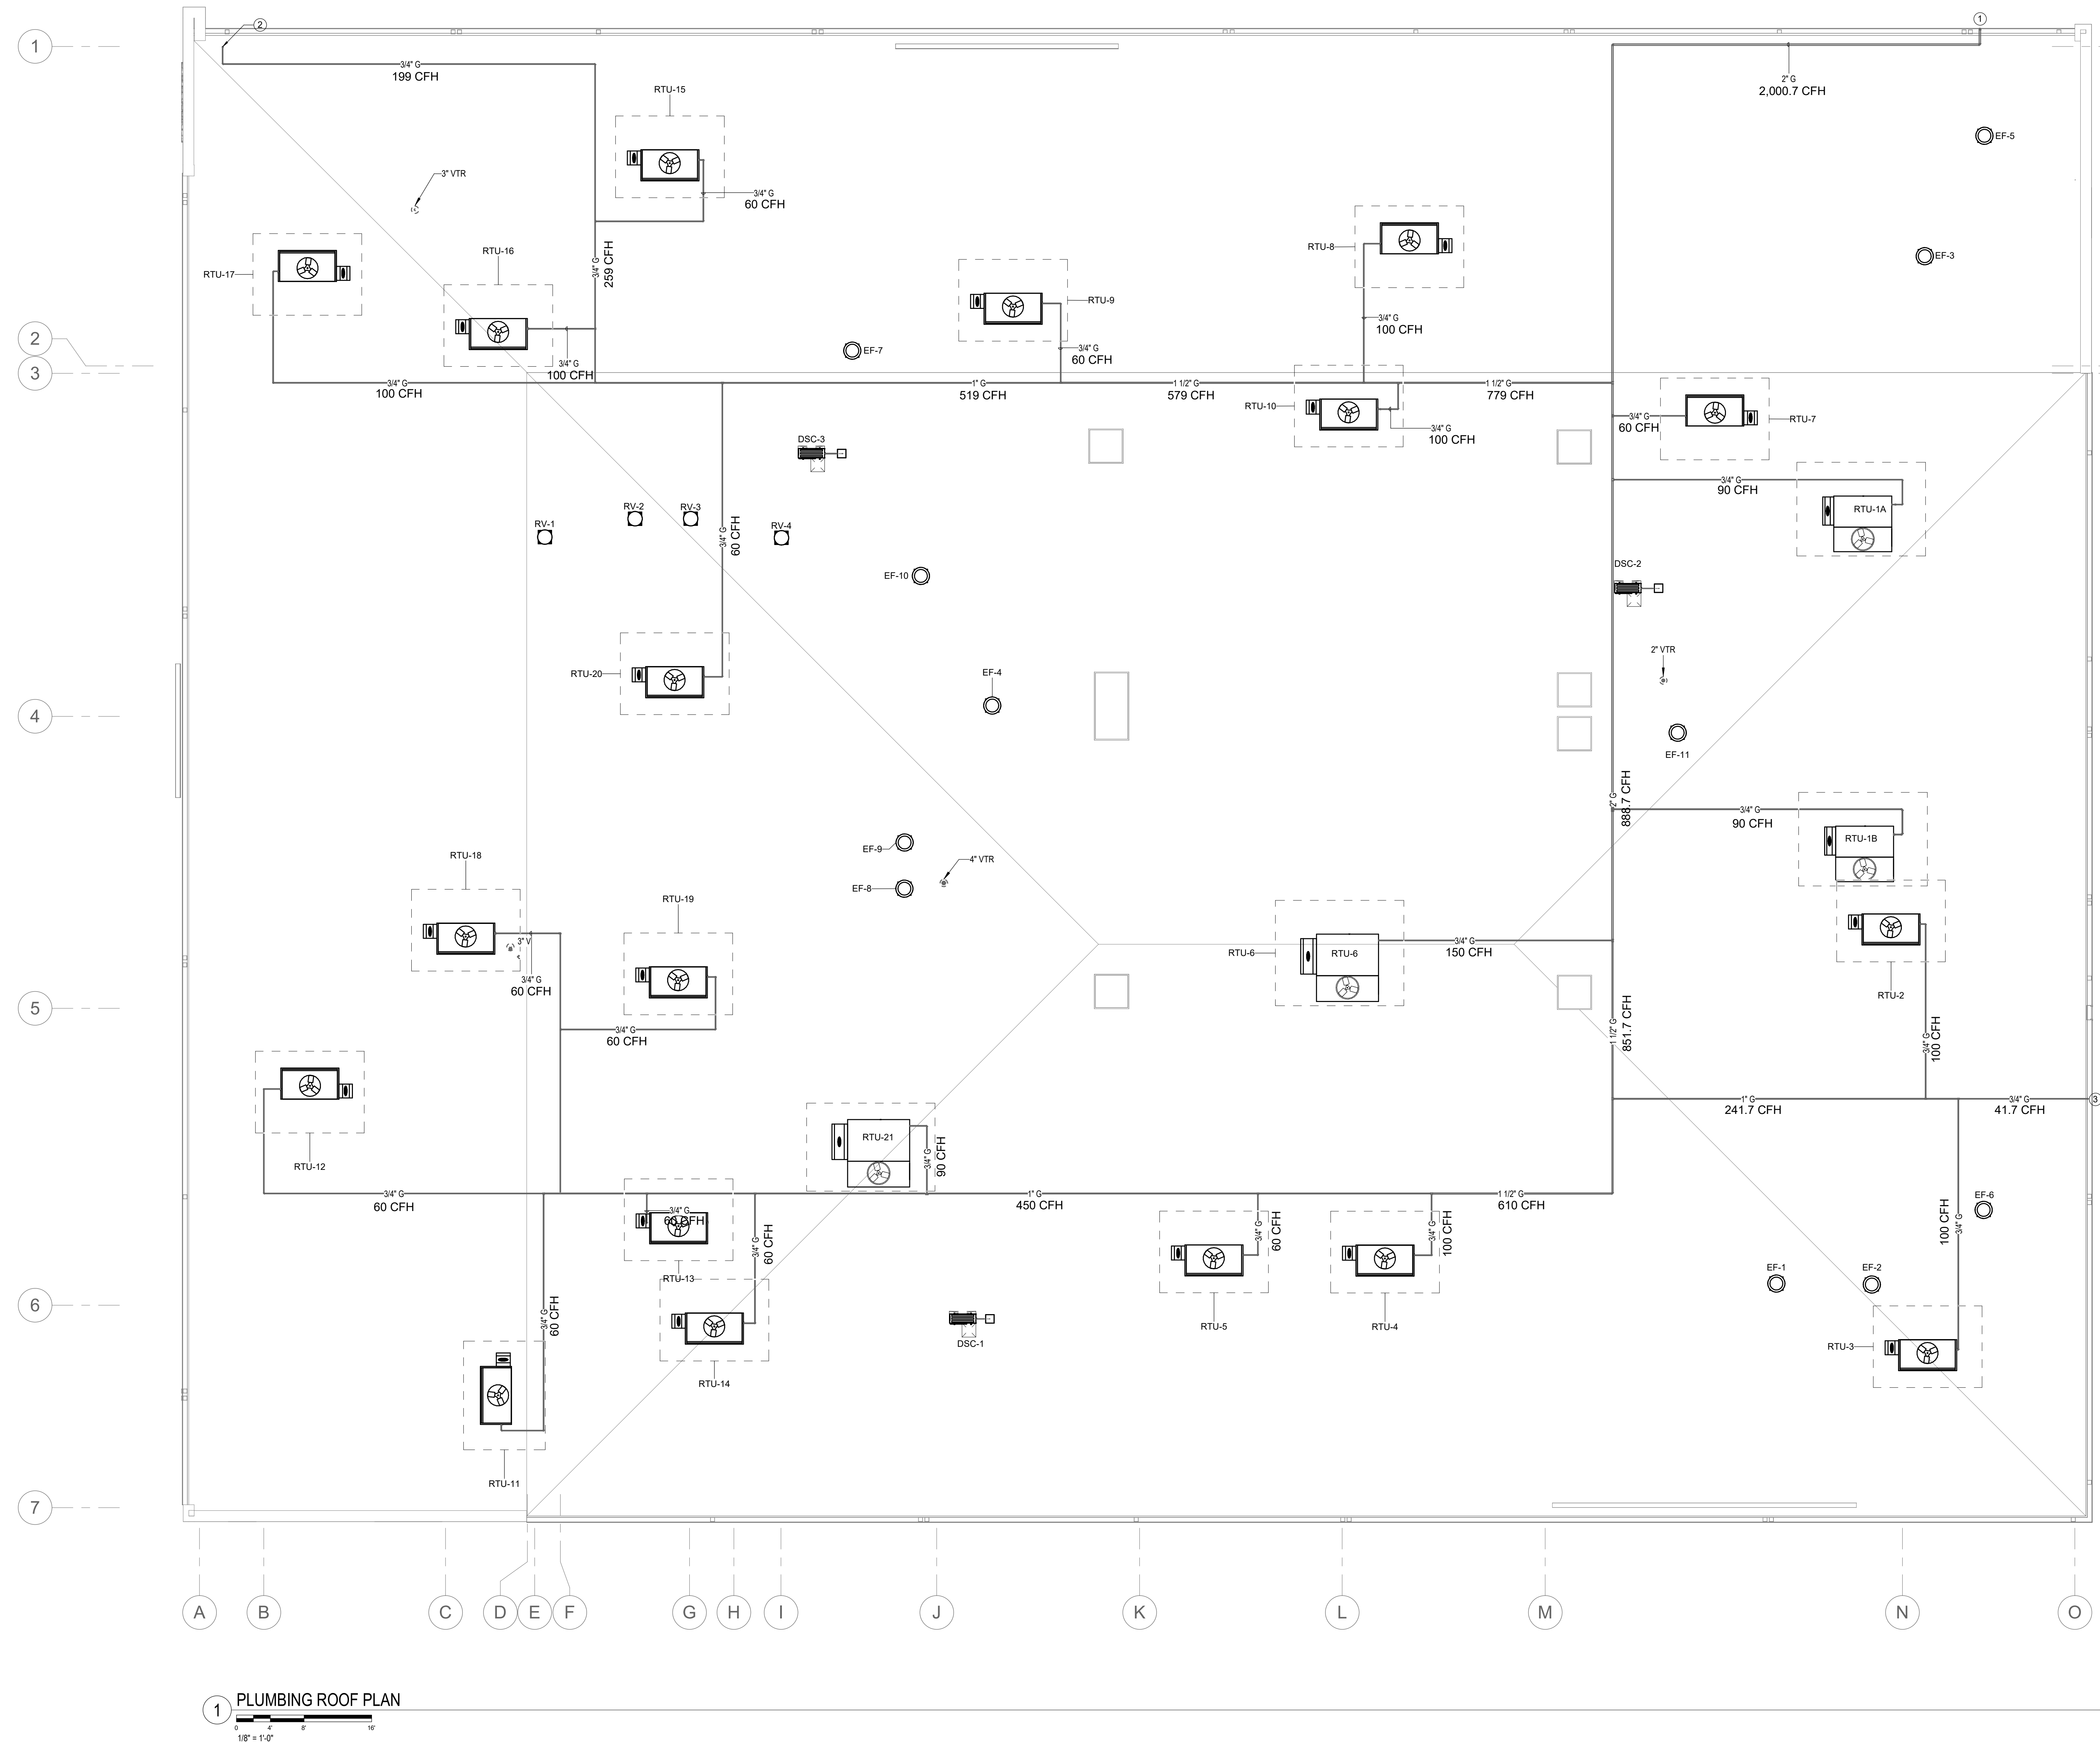 1
2
1
3/4" G
199 CFH
2" G
2,000.7 CFH
RTU-15
EF-5
3" VTR
3/4" G
60 CFH
RTU-8
RTU-16
RTU-17
3/4" G
259 CFH
EF-3
RTU-9
3/4" G
100 CFH
2
3
EF-7
3/4" G
60 CFH
3/4" G
100 CFH
3/4" G
100 CFH
1" G
519 CFH
1 1/2" G
579 CFH
1 1/2" G
779 CFH
RTU-10
3/4" G
100 CFH
3/4" G
60 CFH
RTU-7
DSC-3
3/4" G
90 CFH
RTU-1A
RV-1
RV-2
RV-3
RV-4
3/4" G
60 CFH
EF-10
DSC-2
RTU-20
EF-4
2" VTR
4
EF-11
2" G
888.7 CFH
3/4" G
90 CFH
RTU-1B
EF-9
EF-8
4" VTR
RTU-18
RTU-19
3" V
3/4" G
60 CFH
RTU-6
RTU-6
3/4" G
150 CFH
RTU-2
5
3/4" G
60 CFH
1 1/2" G
851.7 CFH
3/4" G
100 CFH
RTU-12
RTU-21
3/4" G
90 CFH
1" G
241.7 CFH
3/4" G
41.7 CFH
3
3/4" G
60 CFH
1" G
450 CFH
1 1/2" G
610 CFH
EF-6
3/4" G
60 CFH
RTU-13
3/4" G
60 CFH
3/4" G
60 CFH
RTU-5
3/4" G
100 CFH
RTU-4
100 CFH
3/4" G
EF-1
EF-2
6
3/4" G
60 CFH
RTU-14
DSC-1
RTU-3
RTU-11
7
A B C D E F G H I J K L M N O
1 PLUMBING ROOF PLAN
0 4' 8' 16'
1/8" = 1'-0"